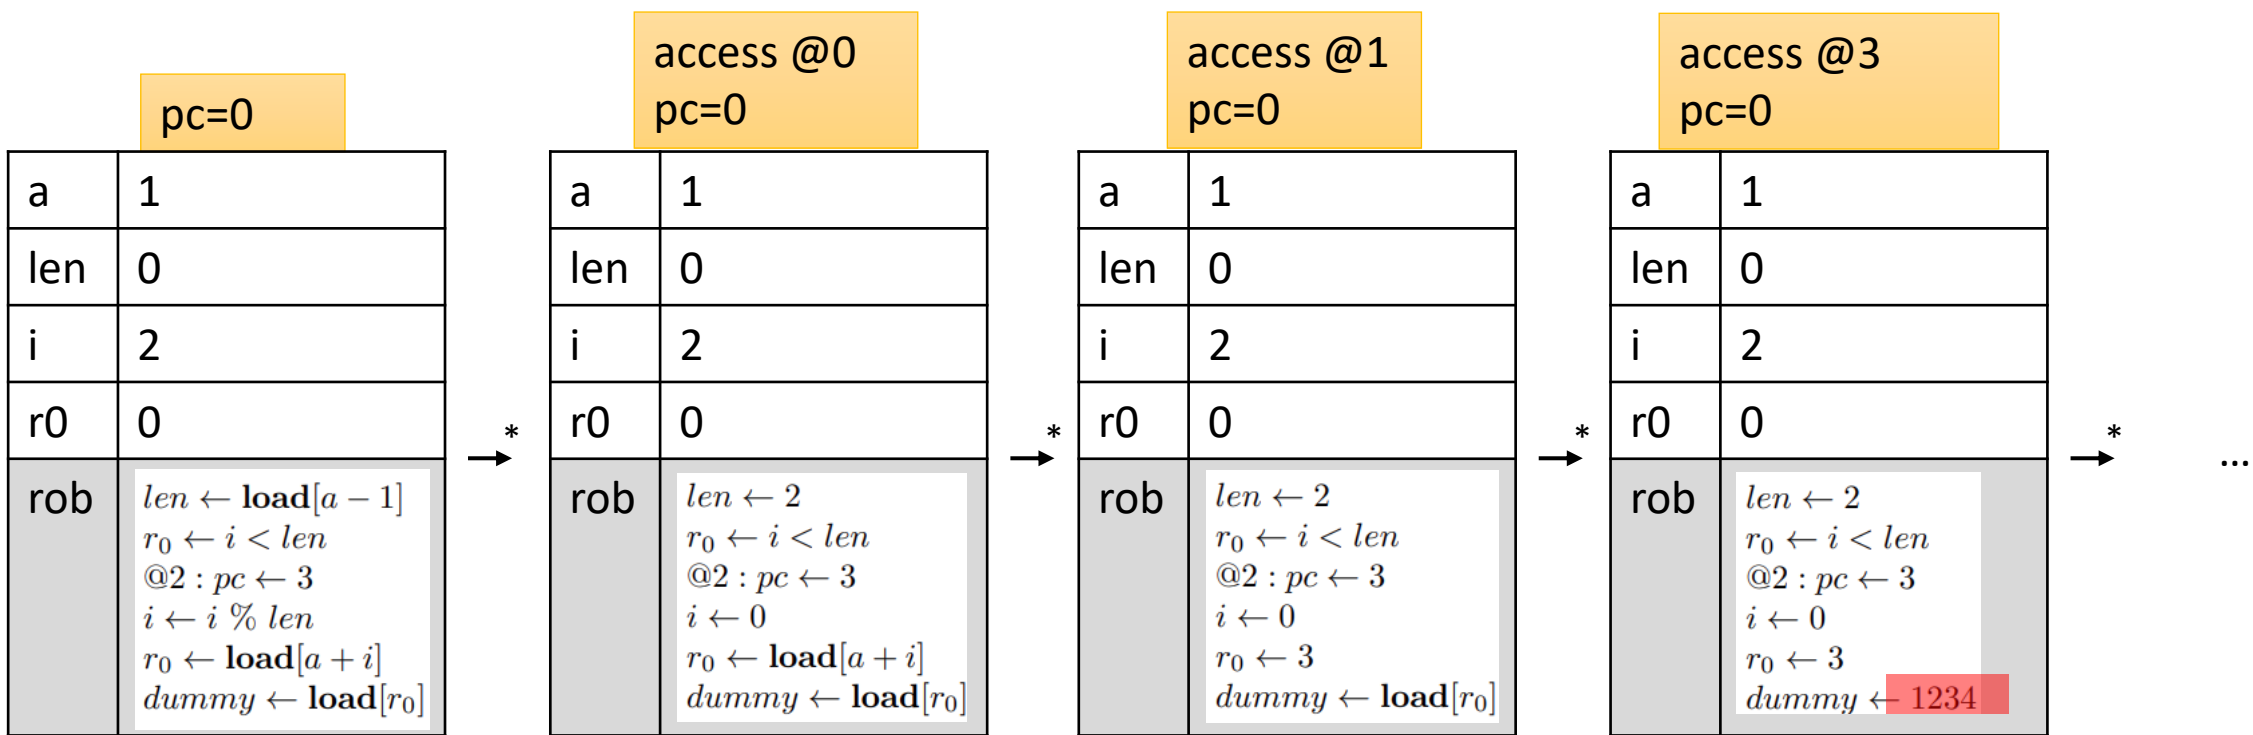 pc=0
a 1
len 0
i 2
r0 0
rob
len ← load[a − 1]
r₀ ← i < len
@2 : pc ← 3
i ← i % len
r₀ ← load[a + i]
dummy ← load[r₀]
→*
access @0
pc=0
a 1
len 0
i 2
r0 0
rob
len ← 2
r₀ ← i < len
@2 : pc ← 3
i ← 0
r₀ ← load[a + i]
dummy ← load[r₀]
→*
access @1
pc=0
a 1
len 0
i 2
r0 0
rob
len ← 2
r₀ ← i < len
@2 : pc ← 3
i ← 0
r₀ ← 3
dummy ← load[r₀]
→*
access @3
pc=0
a 1
len 0
i 2
r0 0
rob
len ← 2
r₀ ← i < len
@2 : pc ← 3
i ← 0
r₀ ← 3
dummy ← 1234
→*
...